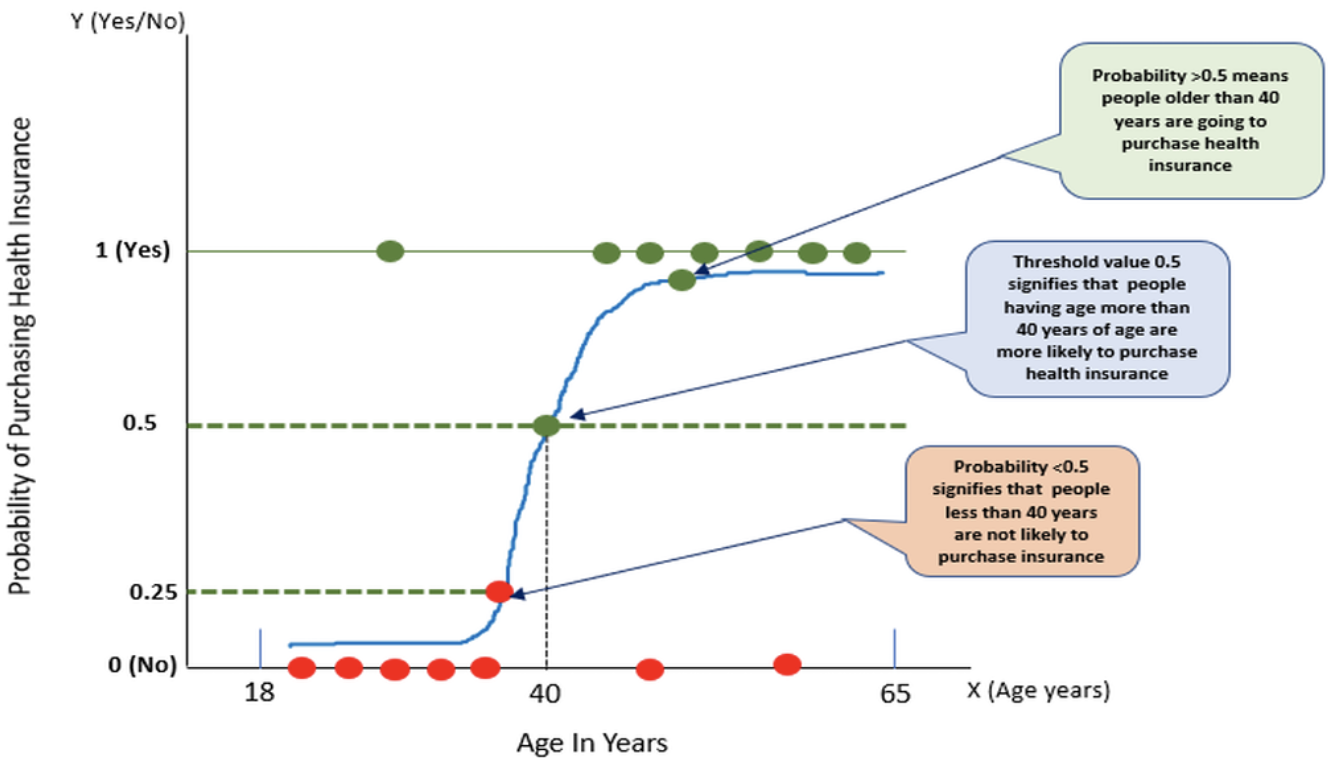 Y (Yes/No)
Probability of Purchasing Health Insurance
Probability >0.5 means
people older than 40
years are going to
purchase health
insurance
1 (Yes)
Threshold value 0.5
signifies that people
having age more than
40 years of age are
more likely to purchase
health insurance
0.5
Probability <0.5
signifies that people
less than 40 years
are not likely to
purchase insurance
0.25
0 (No)
18
40
65
X (Age years)
Age In Years